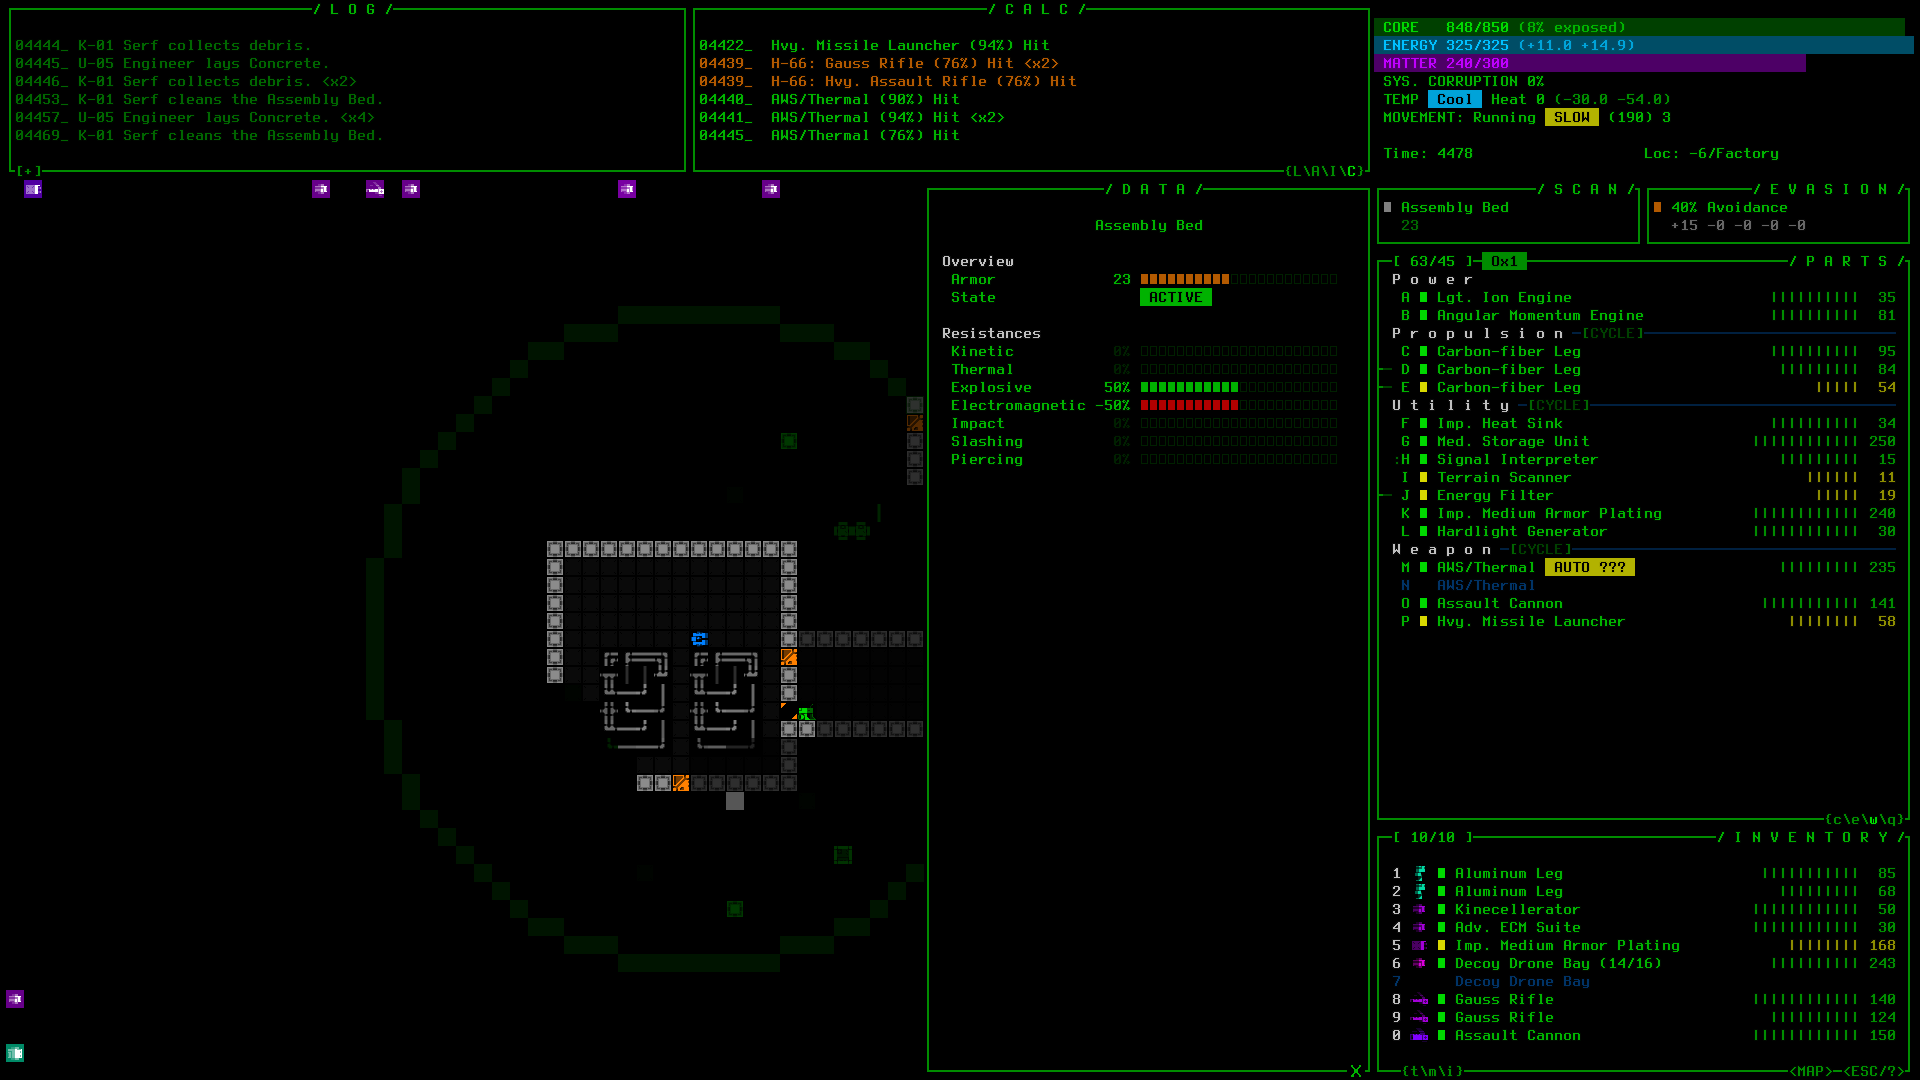 / L O G /
04444_ K-01 Serf collects debris.
04445_ U-05 Engineer lays Concrete.
04446_ K-01 Serf collects debris. <x2>
04453_ K-01 Serf cleans the Assembly Bed.
04457_ U-05 Engineer lays Concrete. <x4>
04469_ K-01 Serf cleans the Assembly Bed.
[+]
/ C A L C /
04422_ Hvy. Missile Launcher (94%) Hit
04439_ H-66: Gauss Rifle (76%) Hit <x2>
04439_ H-66: Hvy. Assault Rifle (76%) Hit
04440_ AWS/Thermal (90%) Hit
04441_ AWS/Thermal (94%) Hit <x2>
04445_ AWS/Thermal (76%) Hit
(L\A\I\C)
CORE 848/850 (8% exposed)
ENERGY 325/325 (+11.0 +14.9)
MATTER 240/300
SYS. CORRUPTION 0%
TEMP Cool Heat 0 (-30.0 -54.0)
MOVEMENT: Running SLOW (190) 3
Time: 4478 Loc: -6/Factory
/ S C A N /
Assembly Bed
23
/ E V A S I O N /
40% Avoidance
+15 -0 -0 -0 -0
/ D A T A /
Assembly Bed
Overview
Armor 23
State ACTIVE
Resistances
Kinetic 0%
Thermal 0%
Explosive 50%
Electromagnetic -50%
Impact 0%
Slashing 0%
Piercing 0%
X
[ 63/45 ] 0x1 / P A R T S /
P o w e r
A Lgt. Ion Engine 35
B Angular Momentum Engine 81
P r o p u l s i o n [CYCLE]
C Carbon-fiber Leg 95
D Carbon-fiber Leg 84
E Carbon-fiber Leg 54
U t i l i t y [CYCLE]
F Imp. Heat Sink 34
G Med. Storage Unit 250
:H Signal Interpreter 15
I Terrain Scanner 11
J Energy Filter 19
K Imp. Medium Armor Plating 240
L Hardlight Generator 30
W e a p o n [CYCLE]
M AWS/Thermal AUTO ??? 235
N AWS/Thermal
O Assault Cannon 141
P Hvy. Missile Launcher 58
(c\e\w\q)
[ 10/10 ] / I N V E N T O R Y /
1 Aluminum Leg 85
2 Aluminum Leg 68
3 Kinecellerator 50
4 Adv. ECM Suite 30
5 Imp. Medium Armor Plating 168
6 Decoy Drone Bay (14/16) 243
7 Decoy Drone Bay
8 Gauss Rifle 140
9 Gauss Rifle 124
0 Assault Cannon 150
(t\m\i) <MAP> <ESC/?>